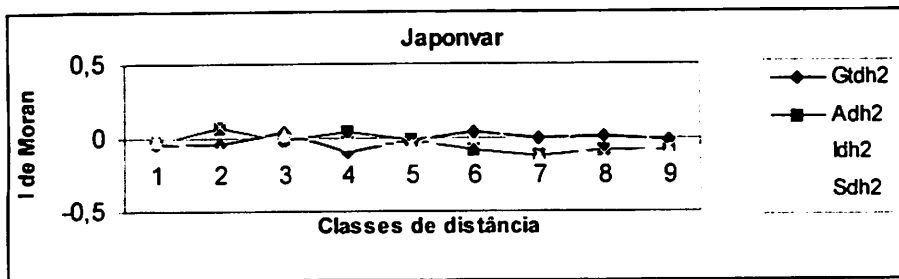 Japonvar
I de Moran
0,5
0
-0,5
1 2 3 4 5 6 7 8 9
Classes de distância
Gtdh2
Adh2
Idh2
Sdh2